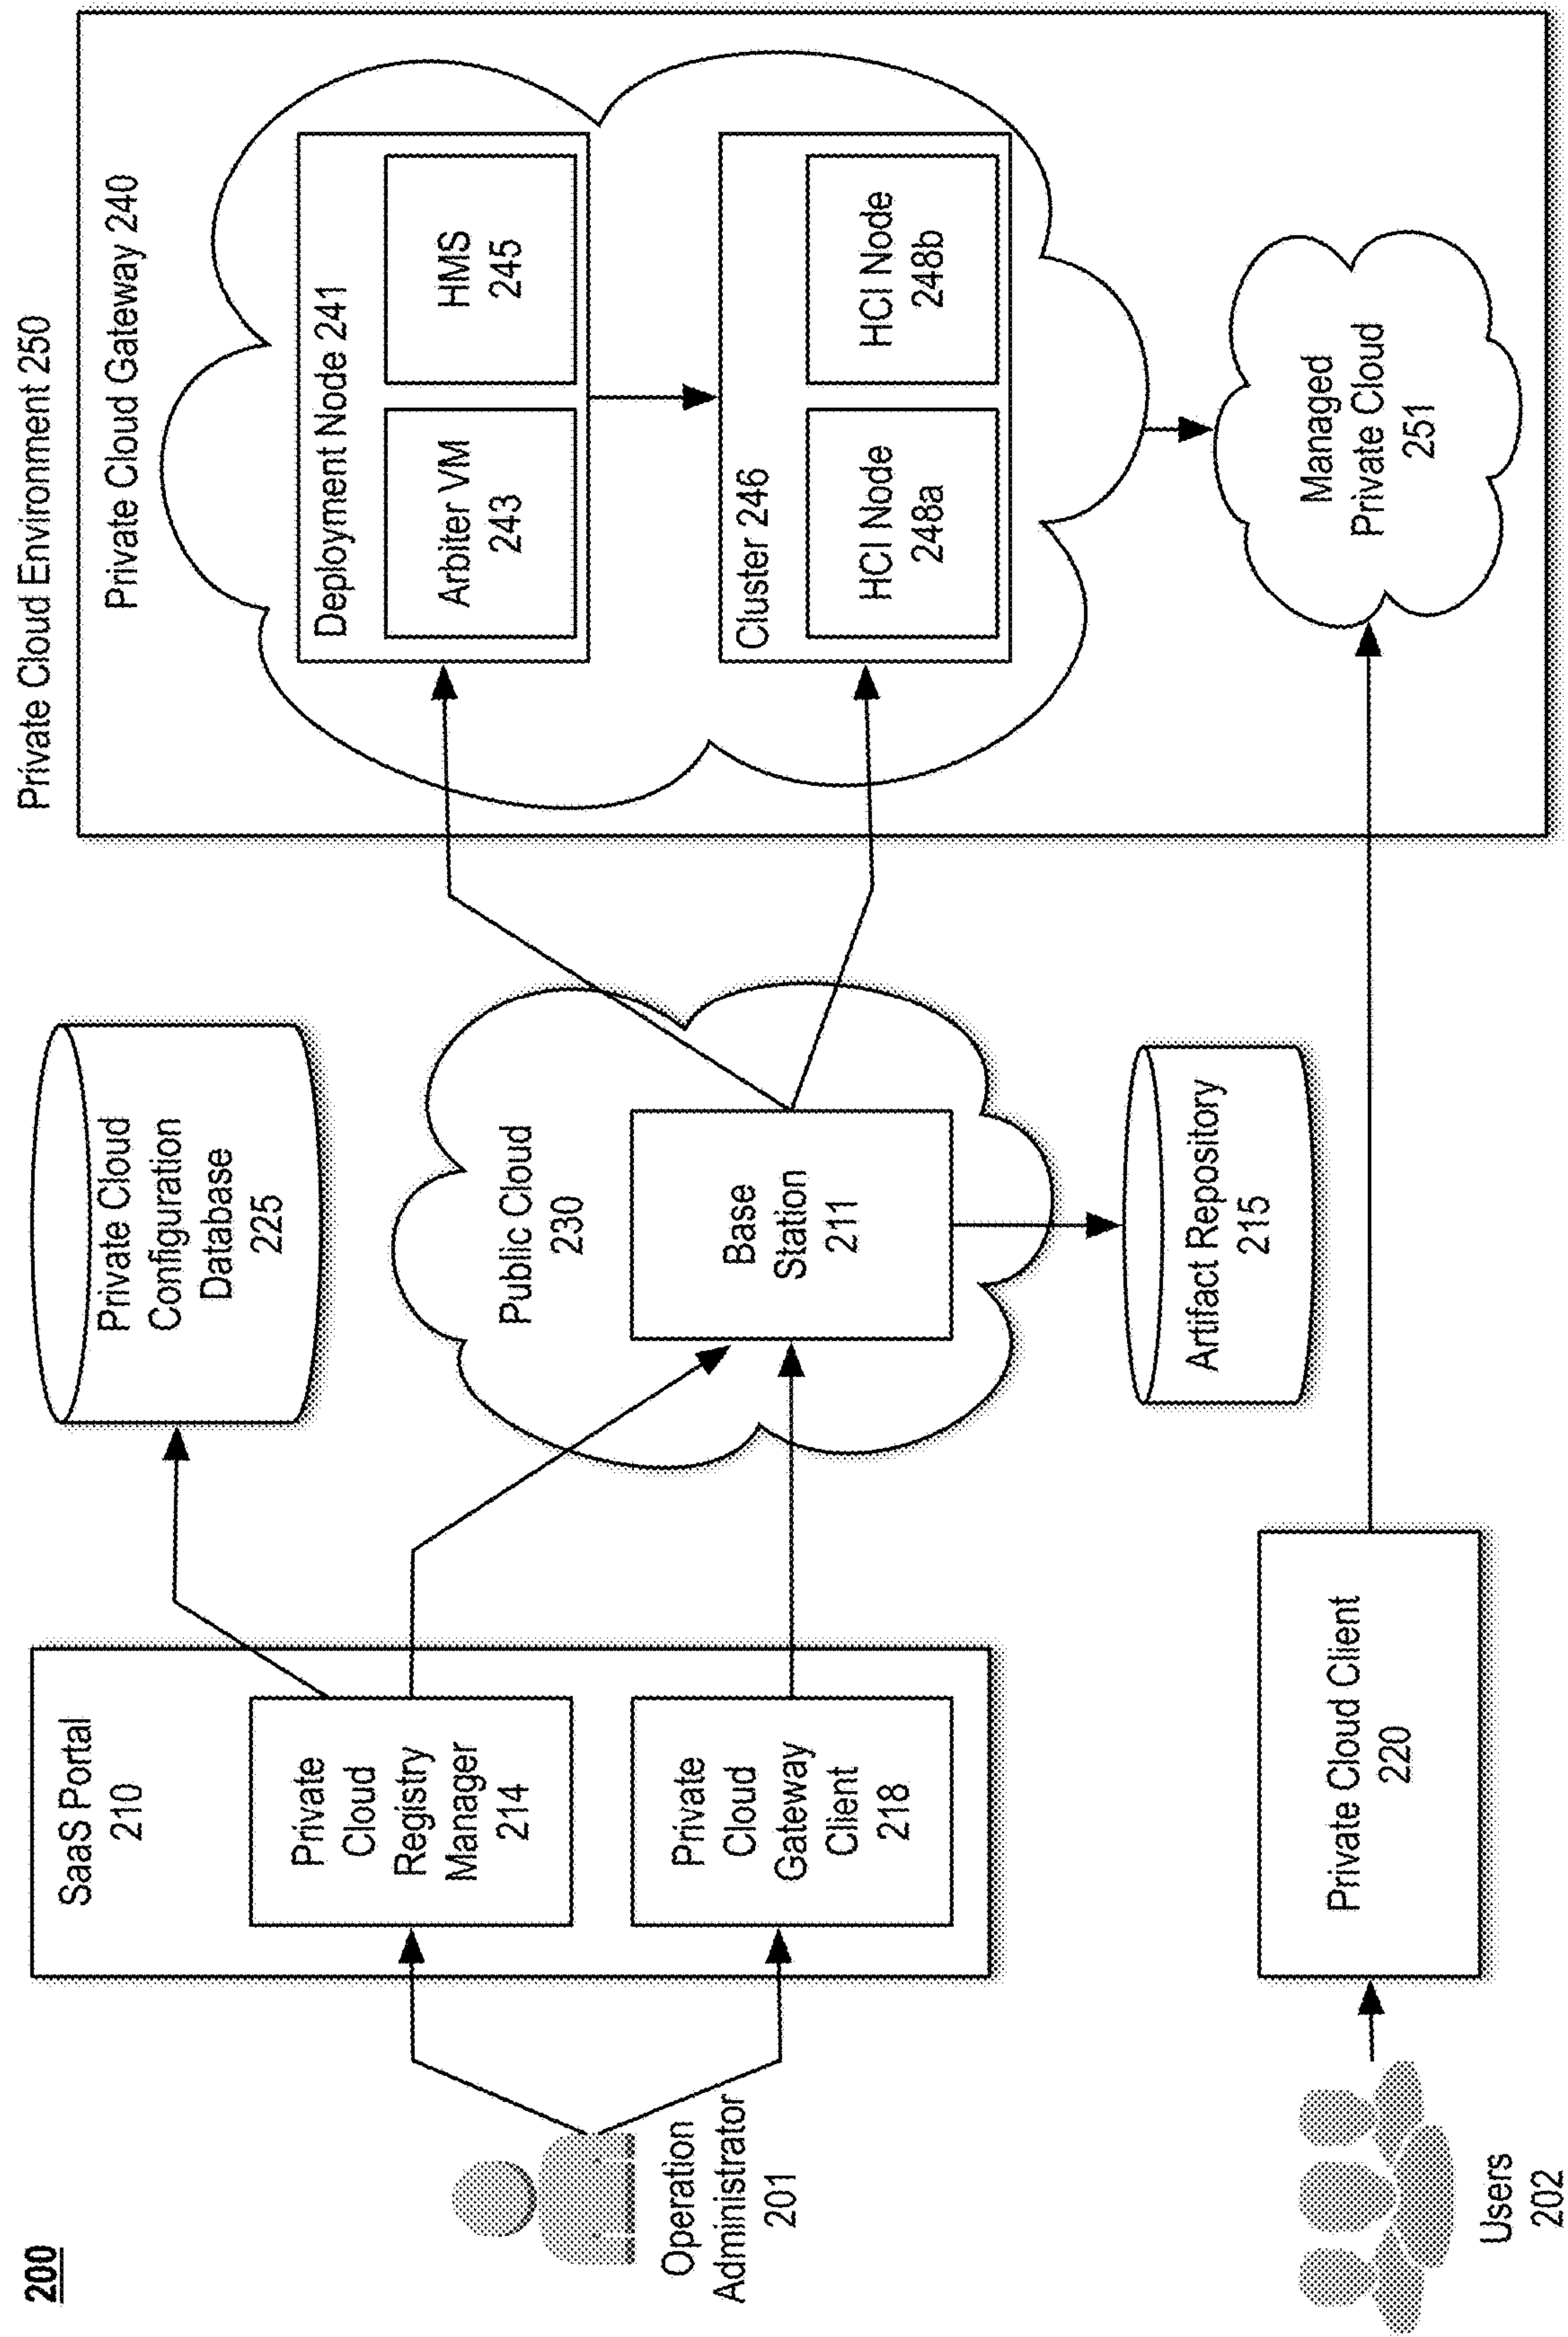 200
Operation
Administrator
201
Users
202
SaaS Portal
210
Private
Cloud
Registry
Manager
214
Private
Cloud
Gateway
Client
218
Private Cloud Client
220
Private Cloud
Configuration
Database
225
Public Cloud
230
Base
Station
211
Artifact Repository
215
Private Cloud Environment 250
Private Cloud Gateway 240
Deployment Node 241
Arbiter VM
243
HMS
245
Cluster 246
HCI Node
248a
HCI Node
248b
Managed
Private Cloud
251